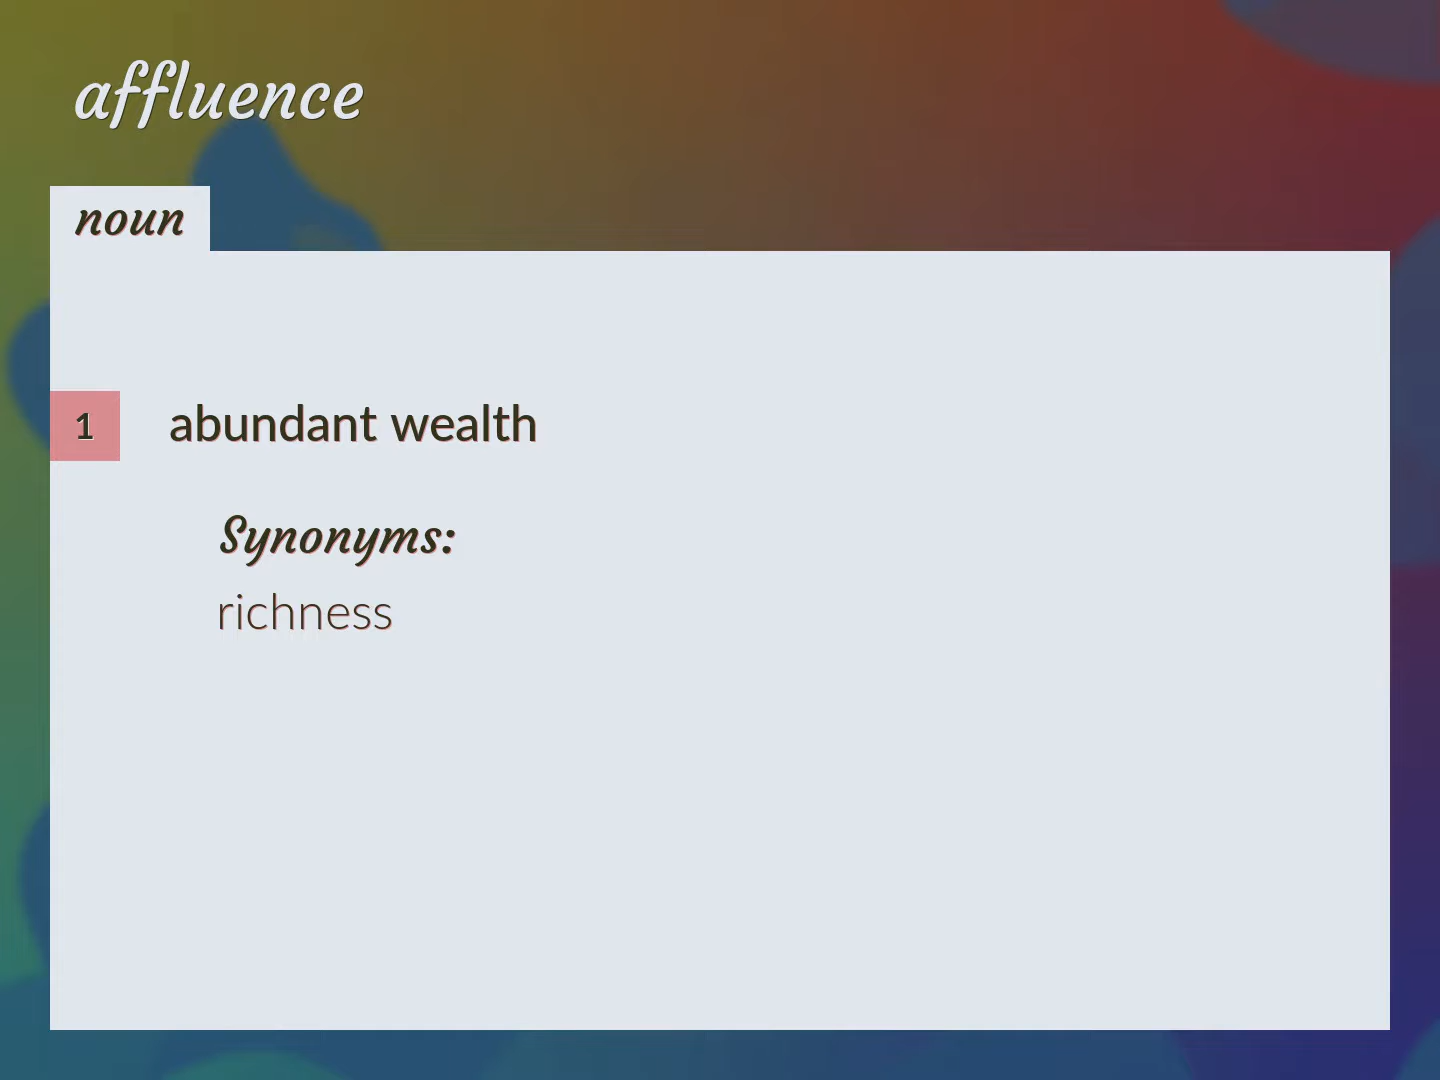 affluence
noun
1 abundant wealth
Synonyms:
richness